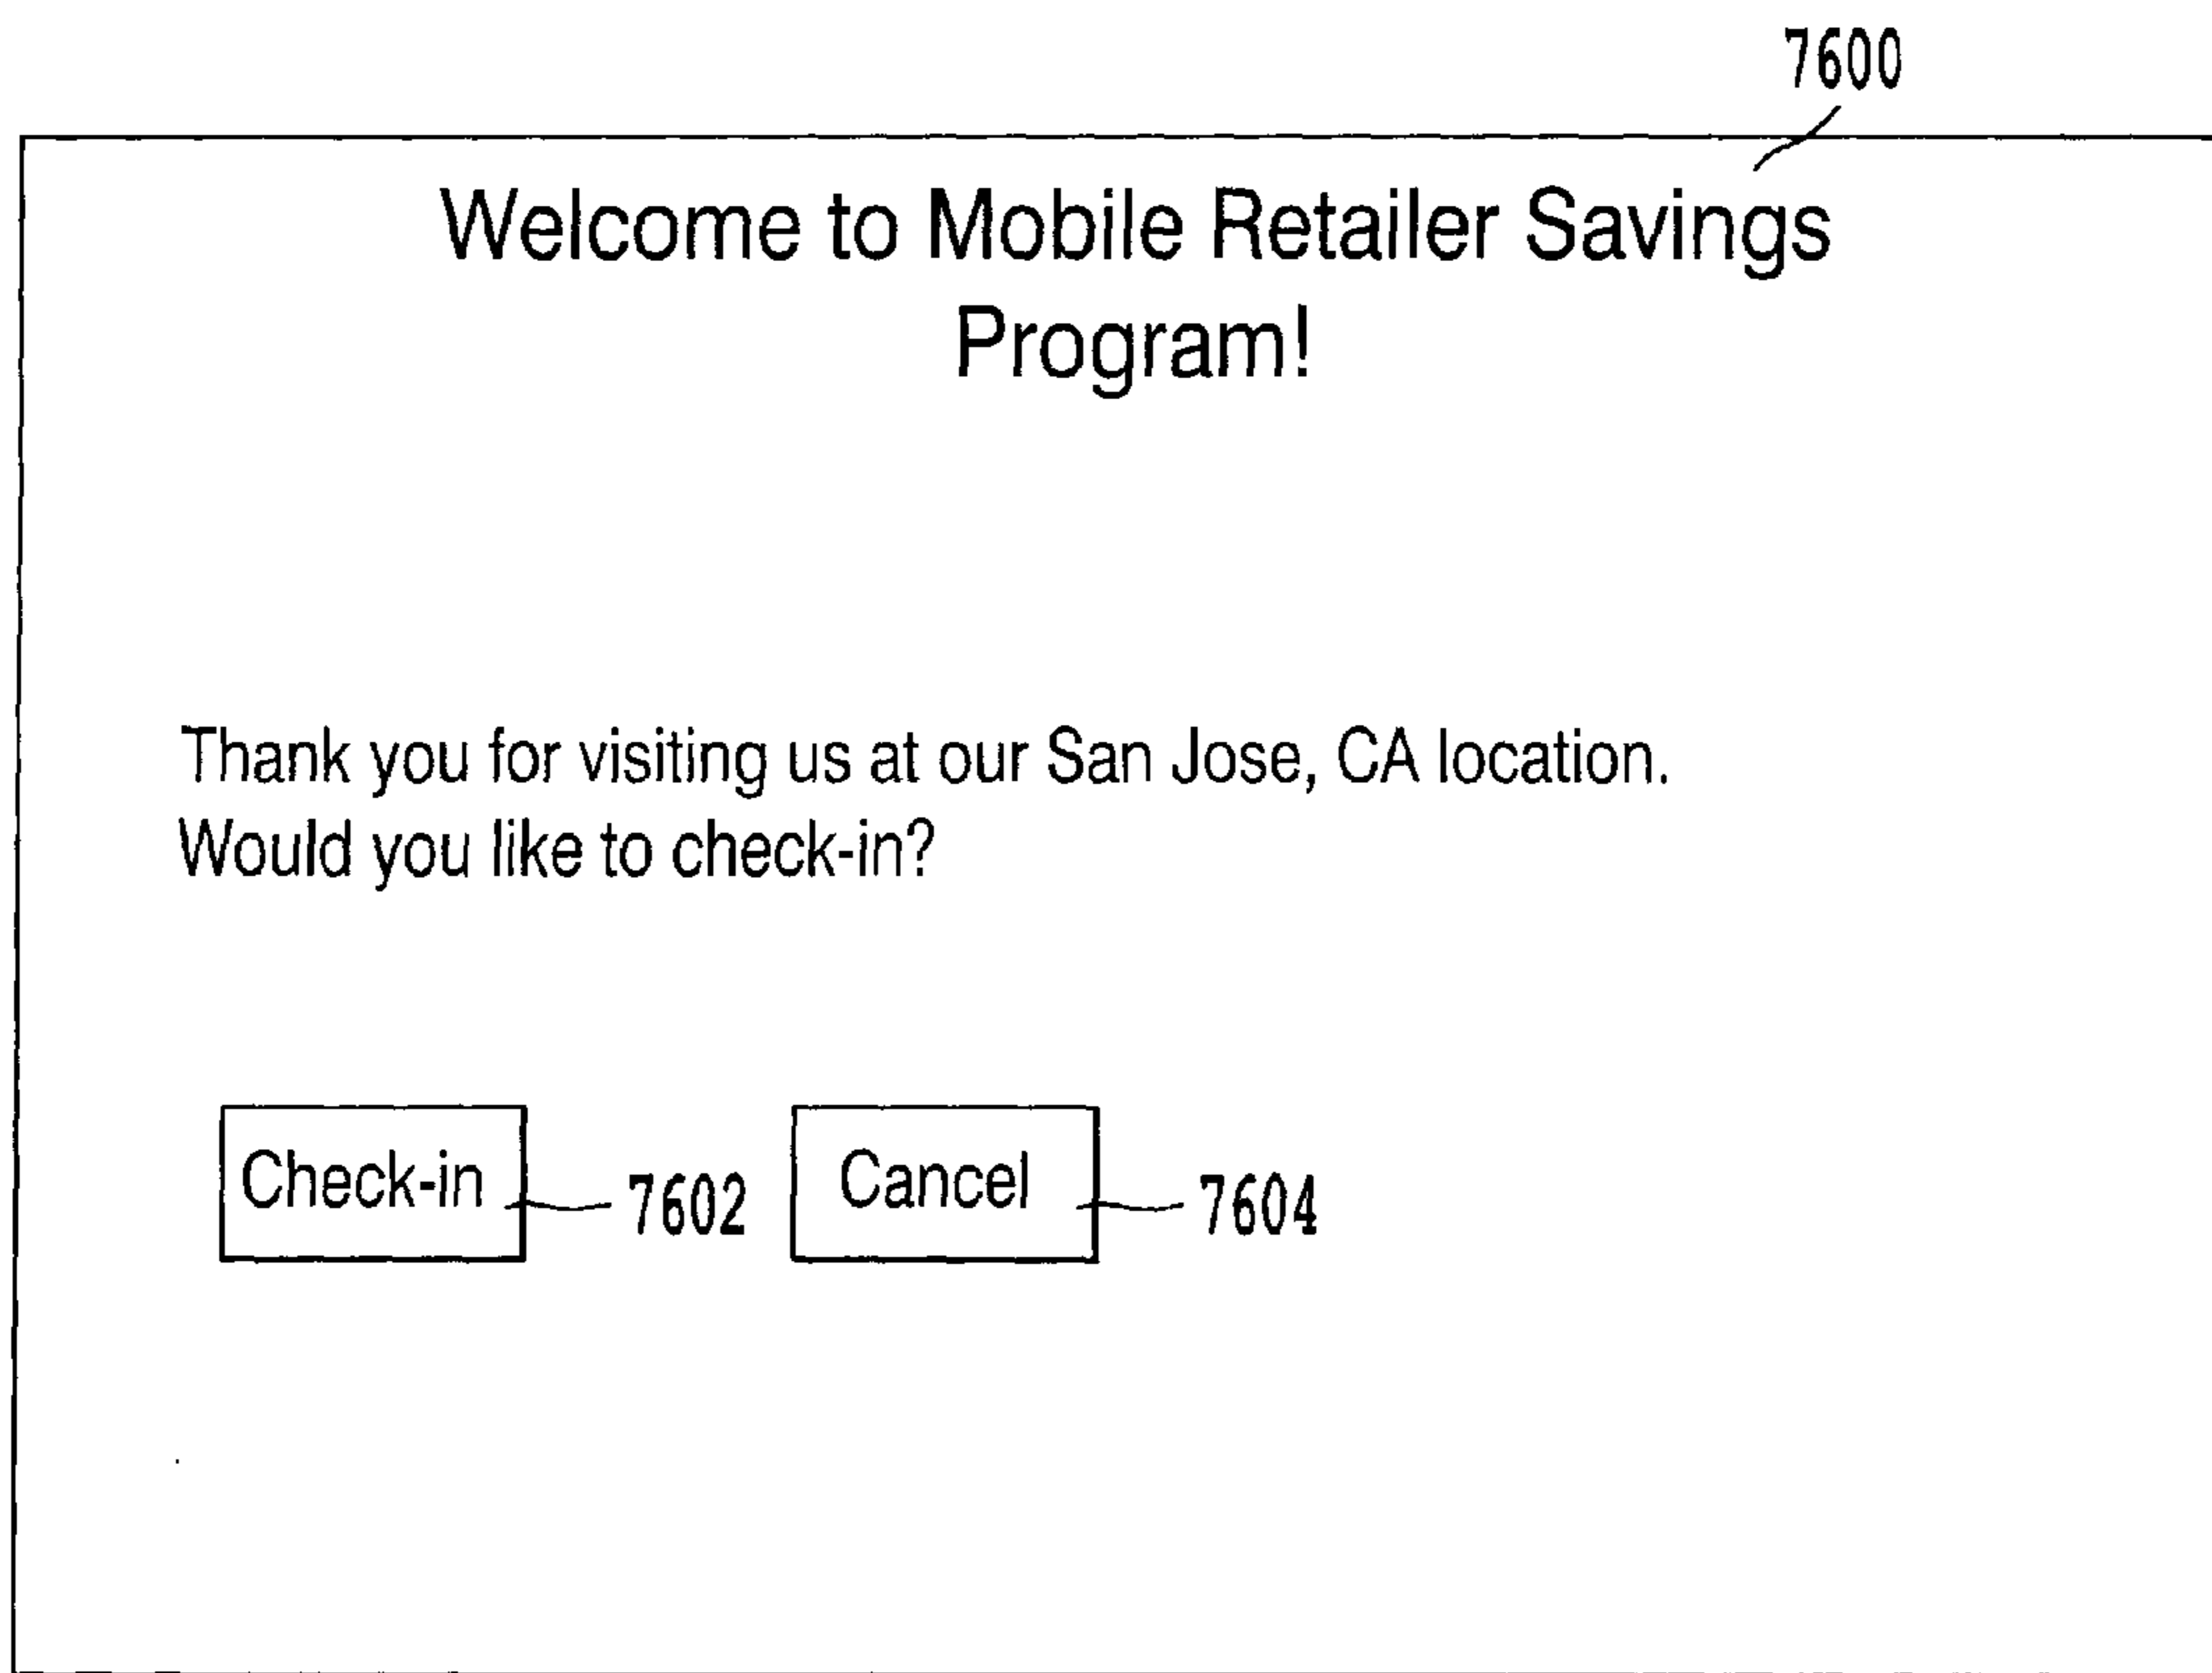 7600
Welcome to Mobile Retailer Savings
Program!
Thank you for visiting us at our San Jose, CA location.
Would you like to check-in?
Check-in 7602 Cancel 7604